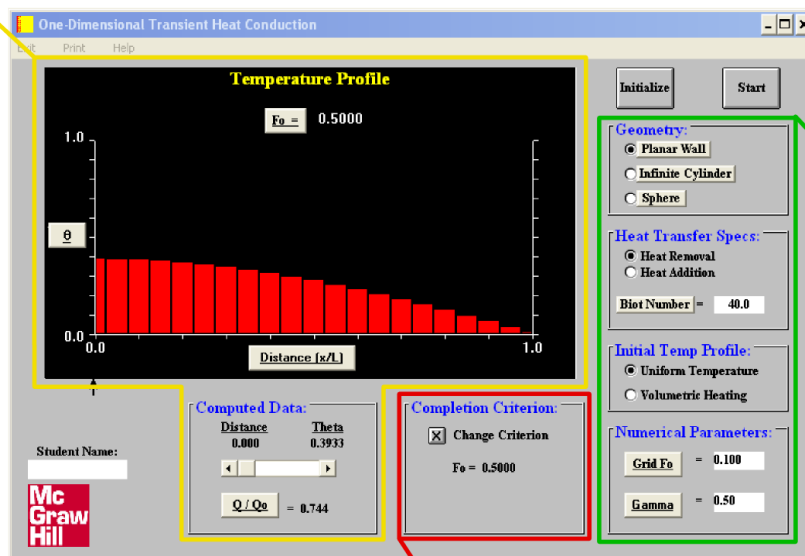 One-Dimensional Transient Heat Conduction
Exit Print Help
Temperature Profile
Fo = 0.5000
1.0
θ
0.0
0.0 1.0
Distance [x/L]
Initialize Start
Geometry:
Planar Wall
Infinite Cylinder
Sphere
Heat Transfer Specs:
Heat Removal
Heat Addition
Biot Number = 40.0
Initial Temp Profile:
Uniform Temperature
Volumetric Heating
Numerical Parameters:
Grid Fo = 0.100
Gamma = 0.50
Computed Data:
Distance Theta
0.000 0.3933
Q / Qo = 0.744
Completion Criterion:
X Change Criterion
Fo = 0.5000
Student Name:
Mc
Graw
Hill